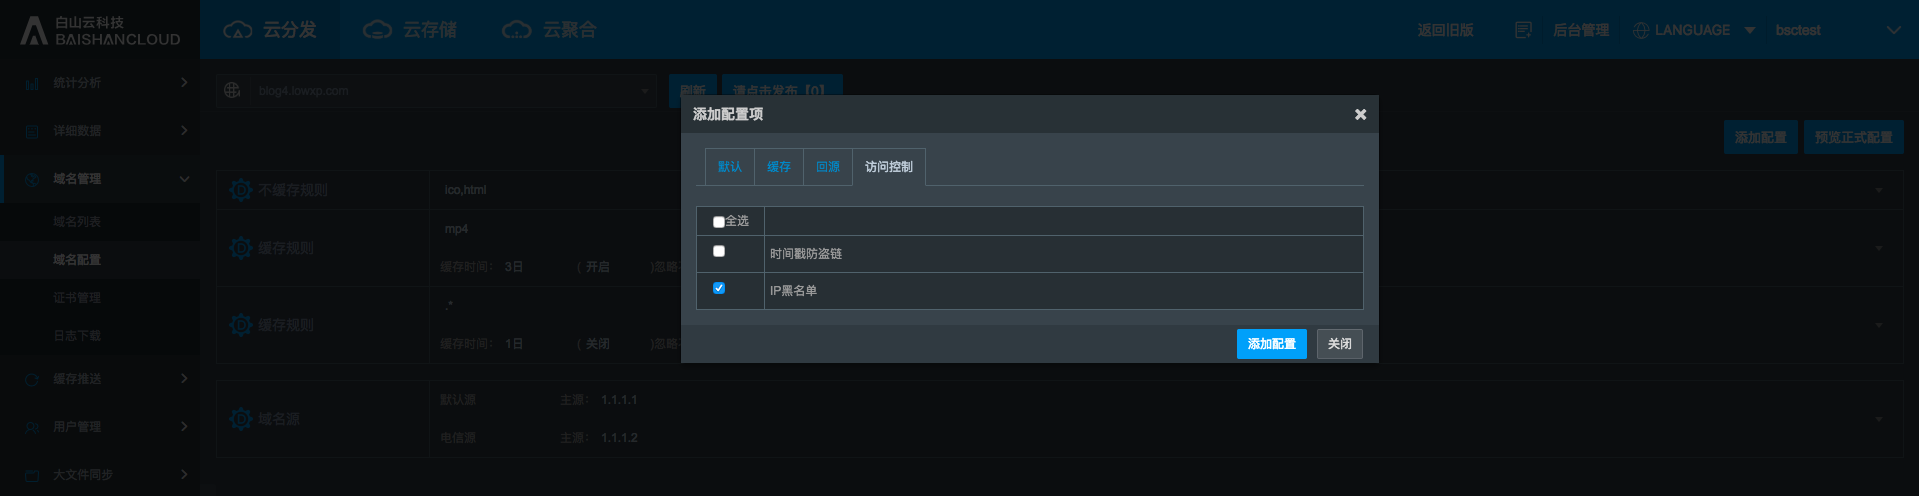 白山云科技
BAISHANCLOUD
云分发
云存储
云聚合
返回旧版
后台管理
LANGUAGE
bsctest
统计分析
详细数据
域名管理
域名列表
域名配置
证书管理
日志下载
缓存推送
用户管理
大文件同步
blog4.lowxp.com
刷新
请点击发布【0】
添加配置
预览正式配置
不缓存规则
ico,html
缓存规则
mp4
缓存时间： 3日 ( 开启 )忽略
缓存规则
.*
缓存时间： 1日 ( 关闭 )忽略
域名源
默认源 主源： 1.1.1.1
电信源 主源： 1.1.1.2
添加配置项
默认
缓存
回源
访问控制
全选
时间戳防盗链
IP黑名单
添加配置
关闭